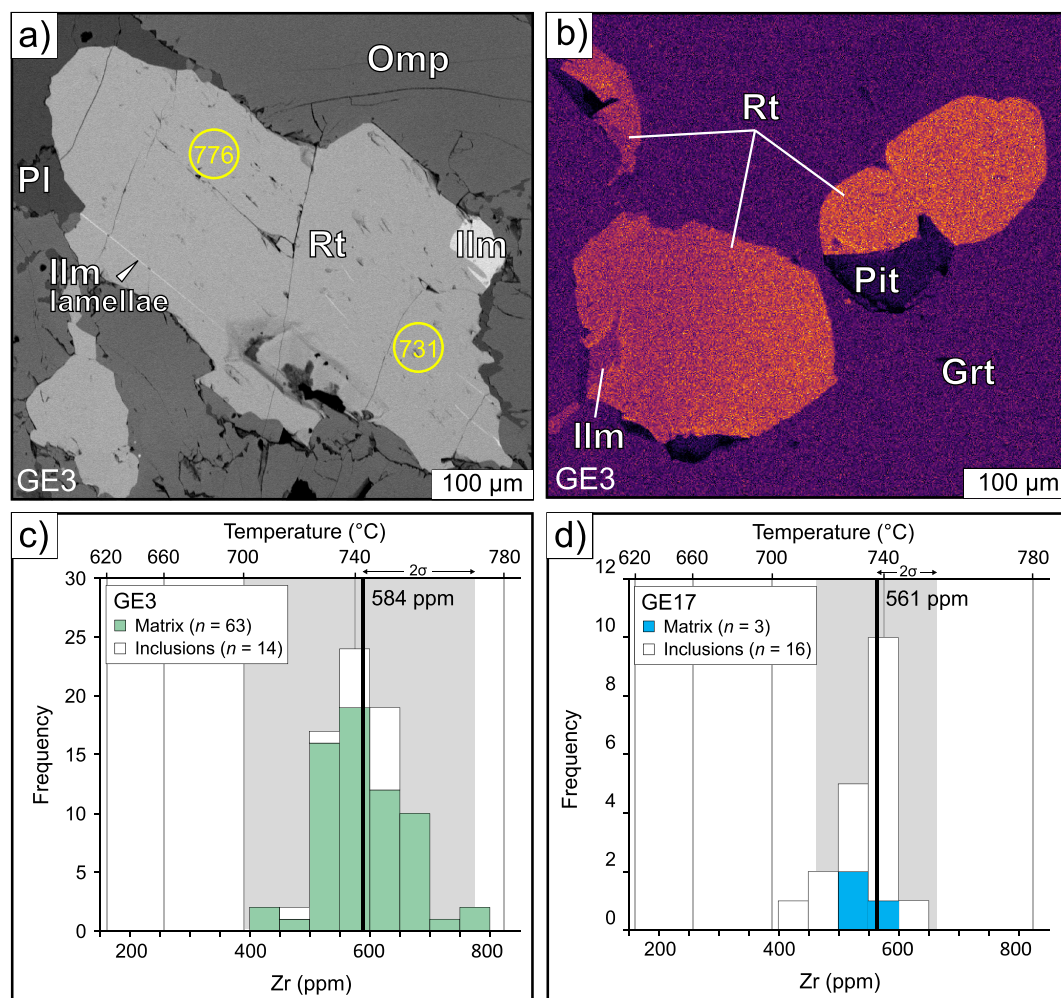 a)
Omp
776
Pl
Rt
Ilm
Ilm
lamellae
731
GE3
100 µm
b)
Rt
Pit
Grt
Ilm
GE3
100 µm
c)
Temperature (°C)
620 660 700 740 780
2σ
584 ppm
GE3
Matrix (n = 63)
Inclusions (n = 14)
30
25
20
15
10
5
0
Frequency
200 400 600 800
Zr (ppm)
d)
Temperature (°C)
620 660 700 740 780
2σ
561 ppm
GE17
Matrix (n = 3)
Inclusions (n = 16)
12
10
8
6
4
2
0
Frequency
200 400 600 800
Zr (ppm)